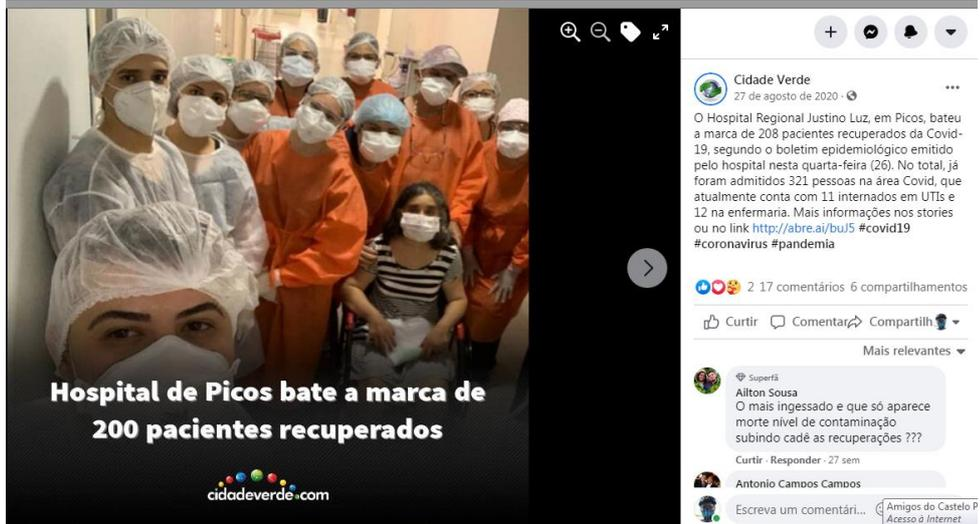 Hospital de Picos bate a marca de
200 pacientes recuperados
cidadeverde.com
Cidade Verde
27 de agosto de 2020 ·
O Hospital Regional Justino Luz, em Picos, bateu
a marca de 208 pacientes recuperados da Covid-
19, segundo o boletim epidemiológico emitido
pelo hospital nesta quarta-feira (26). No total, já
foram admitidos 321 pessoas na área Covid, que
atualmente conta com 11 internados em UTIs e
12 na enfermaria. Mais informações nos stories
ou no link http://abre.ai/buJ5 #covid19
#coronavirus #pandemia
2 17 comentários 6 compartilhamentos
Curtir Comentar Compartilh
Mais relevantes
Superfã
Ailton Sousa
O mais ingessado e que só aparece
morte nível de contaminação
subindo cadê as recuperações ???
Curtir · Responder · 27 sem
Antonio Campos Campos
Escreva um comentári...
Amigos do Castelo P
Acesso à Internet